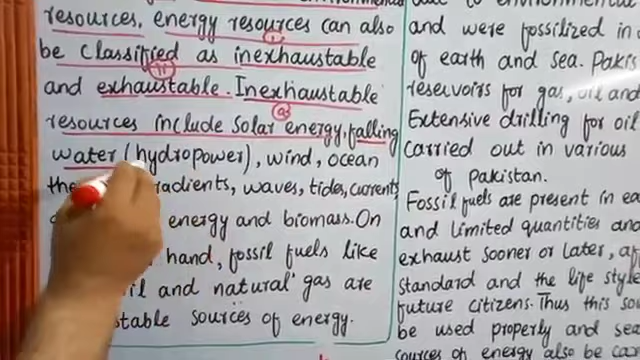 resources, energy resources can also
be classified as inexhaustable
and exhaustable. Inexhaustable
resources include solar energy, falling
water (hydropower), wind, ocean
the radients, waves, tides, currents
energy and biomass. On
hand, fossil fuels like
il and natural gas are
stable sources of energy.
and were fossilized in
of earth and sea. Pakis
reservoirs for gas, oil and
Extensive drilling for oil
carried out in various
of Pakistan.
Fossil fuels are present in ea
and limited quantities and
exhaust sooner or later, af
standard and the life style
future citizens. Thus this so
be used properly and sea
sources of energy also be